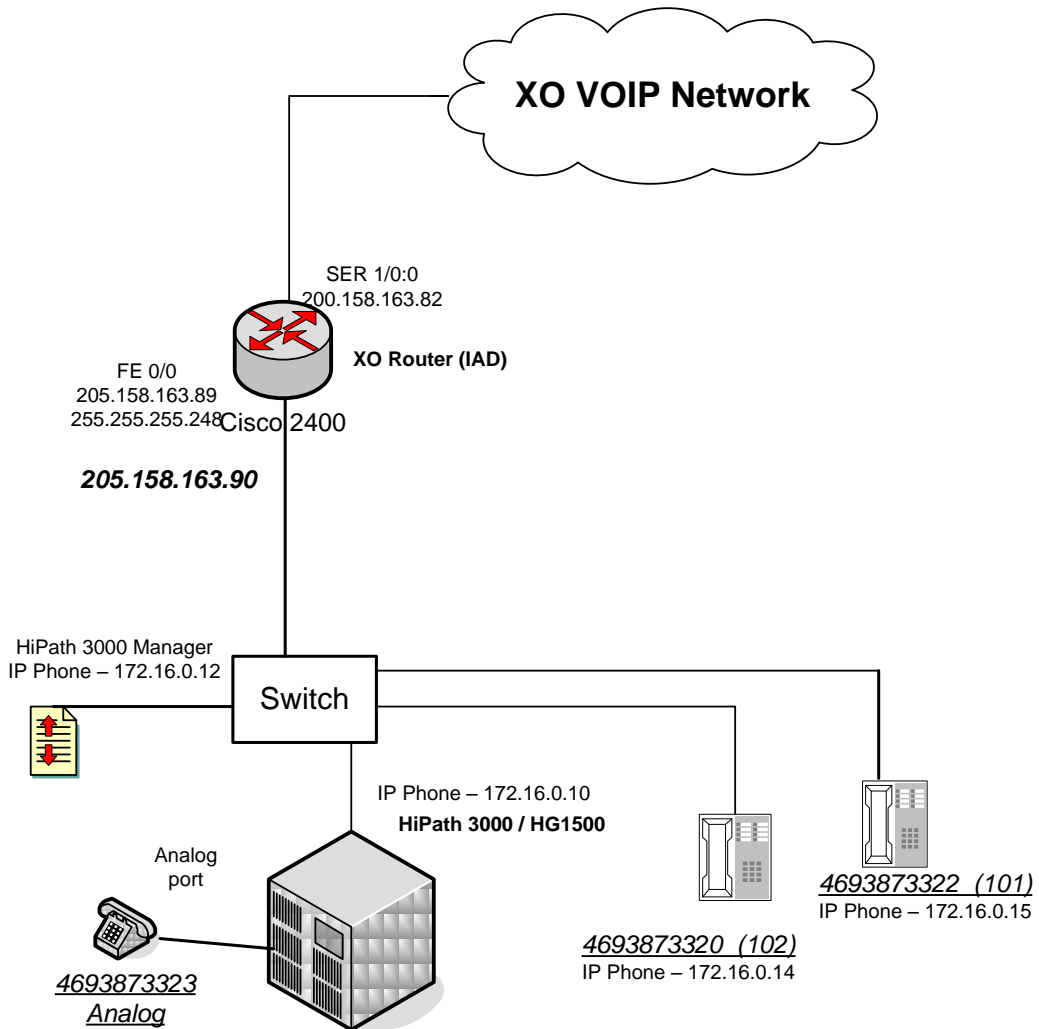 XO VOIP Network
SER 1/0:0
200.158.163.82
XO Router (IAD)
FE 0/0
205.158.163.89
255.255.255.248
Cisco 2400
205.158.163.90
HiPath 3000 Manager
IP Phone – 172.16.0.12
Switch
IP Phone – 172.16.0.10
HiPath 3000 / HG1500
Analog
port
4693873322 (101)
IP Phone – 172.16.0.15
4693873320 (102)
IP Phone – 172.16.0.14
4693873323
Analog